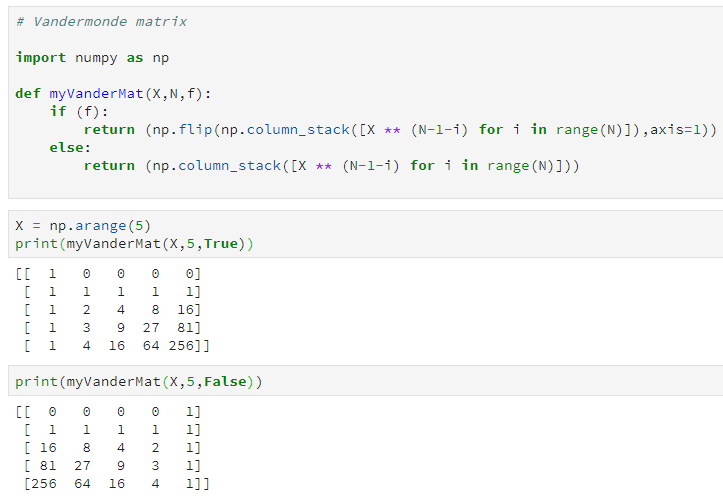 # Vandermonde matrix
import numpy as np
def myVanderMat(X,N,f):
    if (f):
        return (np.flip(np.column_stack([X ** (N-1-i) for i in range(N)]),axis=1))
    else:
        return (np.column_stack([X ** (N-1-i) for i in range(N)]))
X = np.arange(5)
print(myVanderMat(X,5,True))
[[  1   0   0   0   0]
 [  1   1   1   1   1]
 [  1   2   4   8  16]
 [  1   3   9  27  81]
 [  1   4  16  64 256]]
print(myVanderMat(X,5,False))
[[  0   0   0   0   1]
 [  1   1   1   1   1]
 [ 16   8   4   2   1]
 [ 81  27   9   3   1]
 [256  64  16   4   1]]